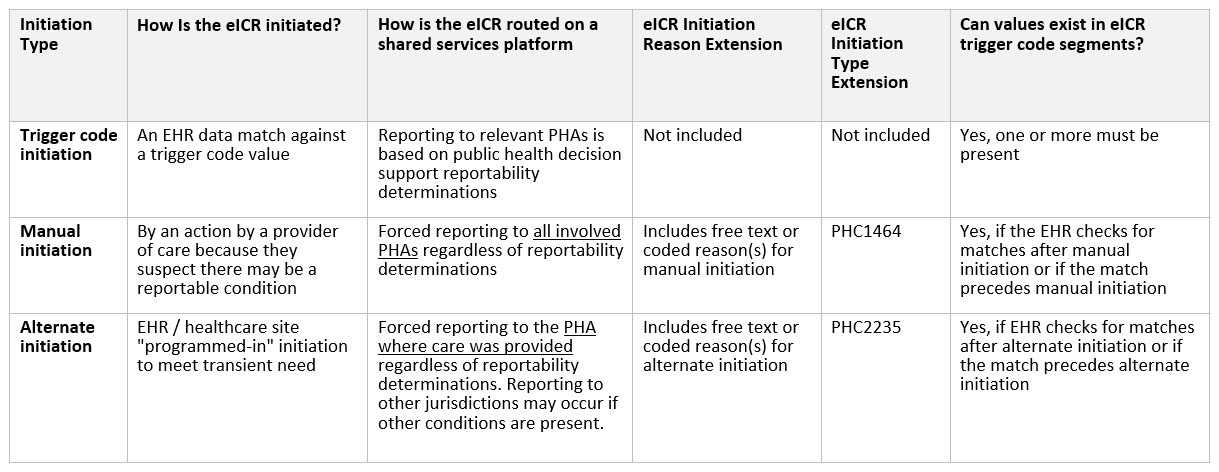 Initiation Type
How Is the eICR initiated?
How is the eICR routed on a shared services platform
eICR Initiation Reason Extension
eICR Initiation Type Extension
Can values exist in eICR trigger code segments?
Trigger code initiation
An EHR data match against a trigger code value
Reporting to relevant PHAs is based on public health decision support reportability determinations
Not included
Not included
Yes, one or more must be present
Manual initiation
By an action by a provider of care because they suspect there may be a reportable condition
Forced reporting to all involved PHAs regardless of reportability determinations
Includes free text or coded reason(s) for manual initiation
PHC1464
Yes, if the EHR checks for matches after manual initiation or if the match precedes manual initiation
Alternate initiation
EHR / healthcare site "programmed-in" initiation to meet transient need
Forced reporting to the PHA where care was provided regardless of reportability determinations. Reporting to other jurisdictions may occur if other conditions are present.
Includes free text or coded reason(s) for alternate initiation
PHC2235
Yes, if EHR checks for matches after alternate initiation or if the match precedes alternate initiation